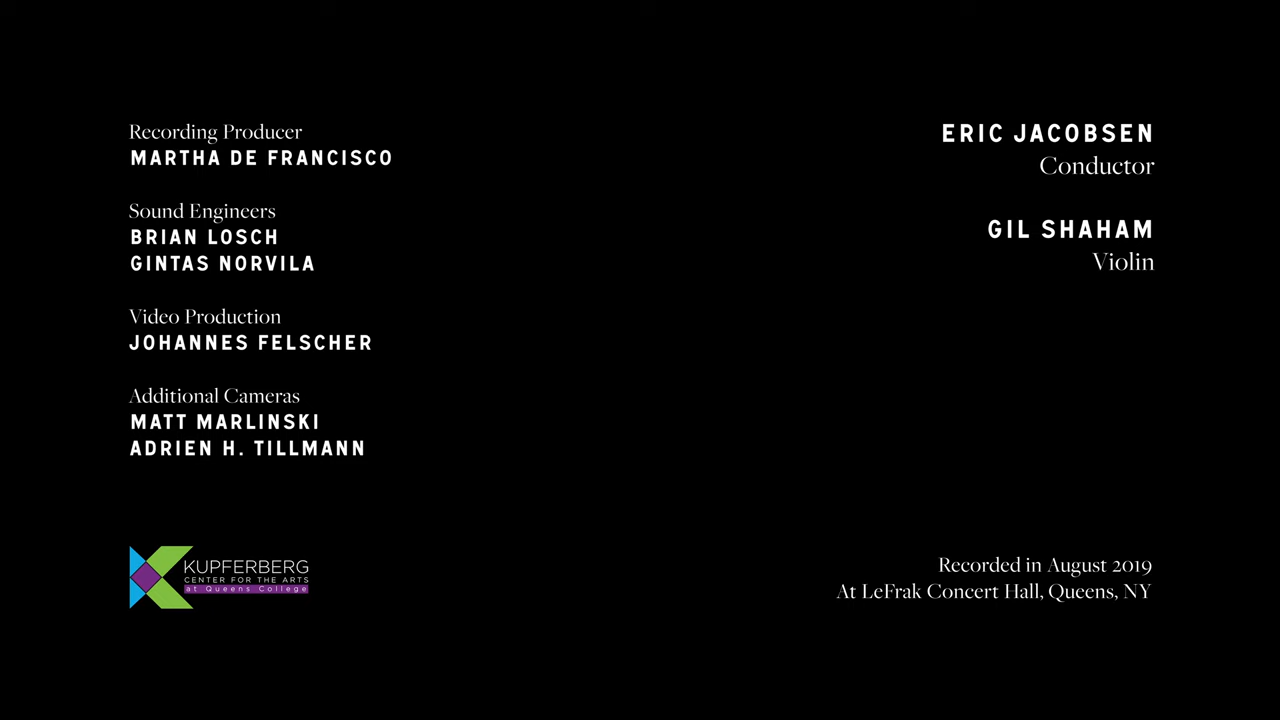 Recording Producer
MARTHA DE FRANCISCO
Sound Engineers
BRIAN LOSCH
GINTAS NORVILA
Video Production
JOHANNES FELSCHER
Additional Cameras
MATT MARLINSKI
ADRIEN H. TILLMANN
KUPFERBERG
CENTER FOR THE ARTS
at Queens College
ERIC JACOBSEN
Conductor
GIL SHAHAM
Violin
Recorded in August 2019
At LeFrak Concert Hall, Queens, NY